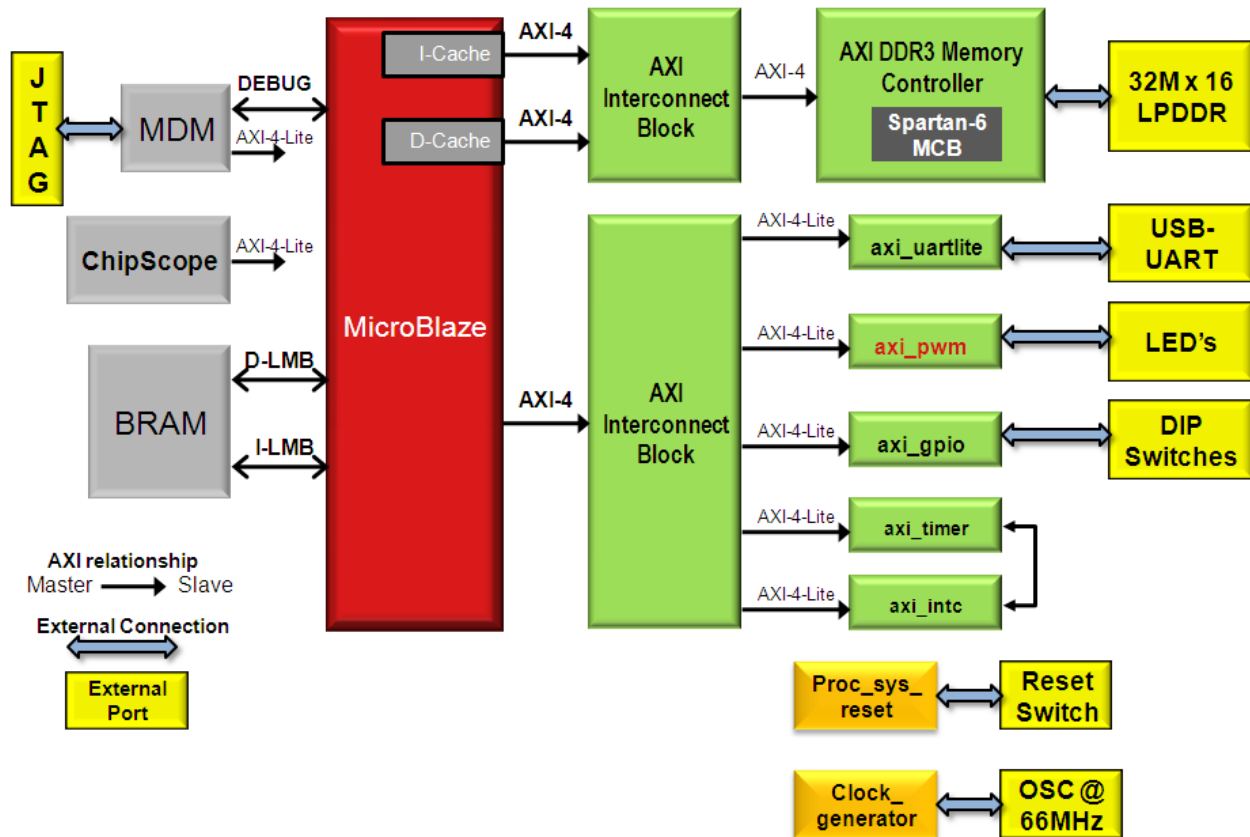 J
T
A
G
MDM
DEBUG
AXI-4-Lite
ChipScope
AXI-4-Lite
BRAM
D-LMB
I-LMB
AXI relationship
Master
Slave
External Connection
External
Port
I-Cache
D-Cache
MicroBlaze
AXI-4
AXI-4
AXI-4
AXI
Interconnect
Block
AXI-4
AXI DDR3 Memory
Controller
Spartan-6
MCB
32M x 16
LPDDR
AXI
Interconnect
Block
AXI-4-Lite
axi_uartlite
USB-
UART
AXI-4-Lite
axi_pwm
LED's
AXI-4-Lite
axi_gpio
DIP
Switches
AXI-4-Lite
axi_timer
AXI-4-Lite
axi_intc
Proc_sys_
reset
Reset
Switch
Clock_
generator
OSC @
66MHz